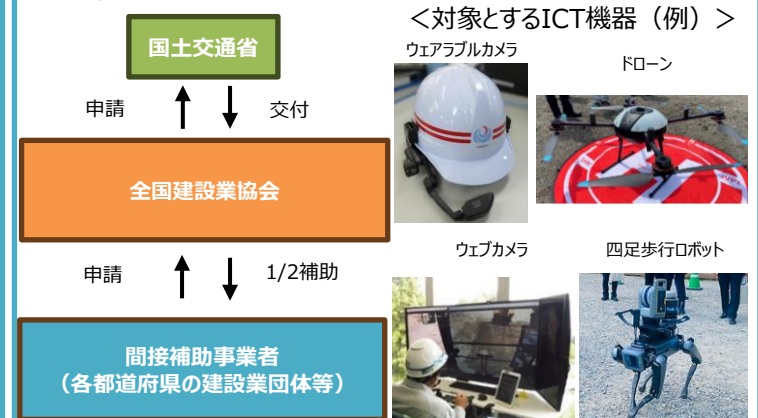 ＜対象とするICT機器（例）＞
国土交通省
申請
交付
全国建設業協会
申請
1/2補助
間接補助事業者
（各都道府県の建設業団体等）
ウェアラブルカメラ
ドローン
ウェブカメラ
四足歩行ロボット